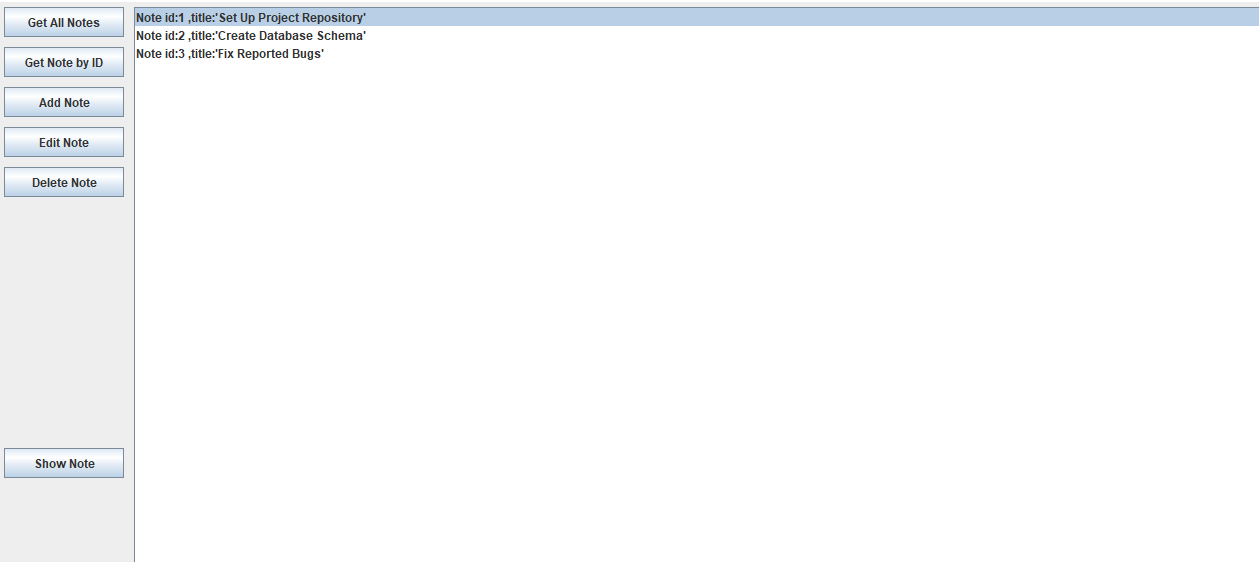 Get All Notes
Get Note by ID
Add Note
Edit Note
Delete Note
Show Note
Note id:1 ,title:'Set Up Project Repository'
Note id:2 ,title:'Create Database Schema'
Note id:3 ,title:'Fix Reported Bugs'